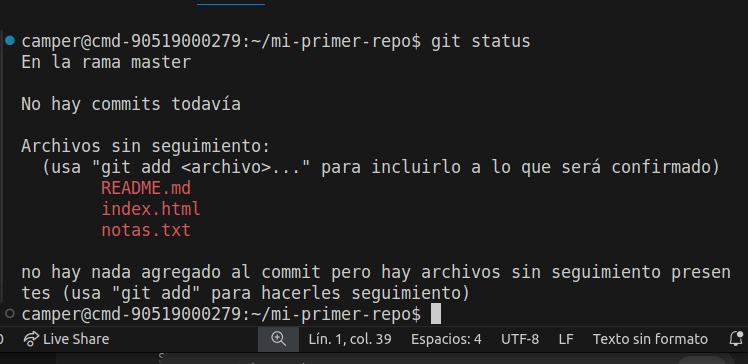 camper@cmd-90519000279:~/mi-primer-repo$ git status
En la rama master
No hay commits todavía
Archivos sin seguimiento:
(usa "git add <archivo>..." para incluirlo a lo que será confirmado)
README.md
index.html
notas.txt
no hay nada agregado al commit pero hay archivos sin seguimiento presen
tes (usa "git add" para hacerles seguimiento)
camper@cmd-90519000279:~/mi-primer-repo$
0 Live Share Lín. 1, col. 39 Espacios: 4 UTF-8 LF Texto sin formato